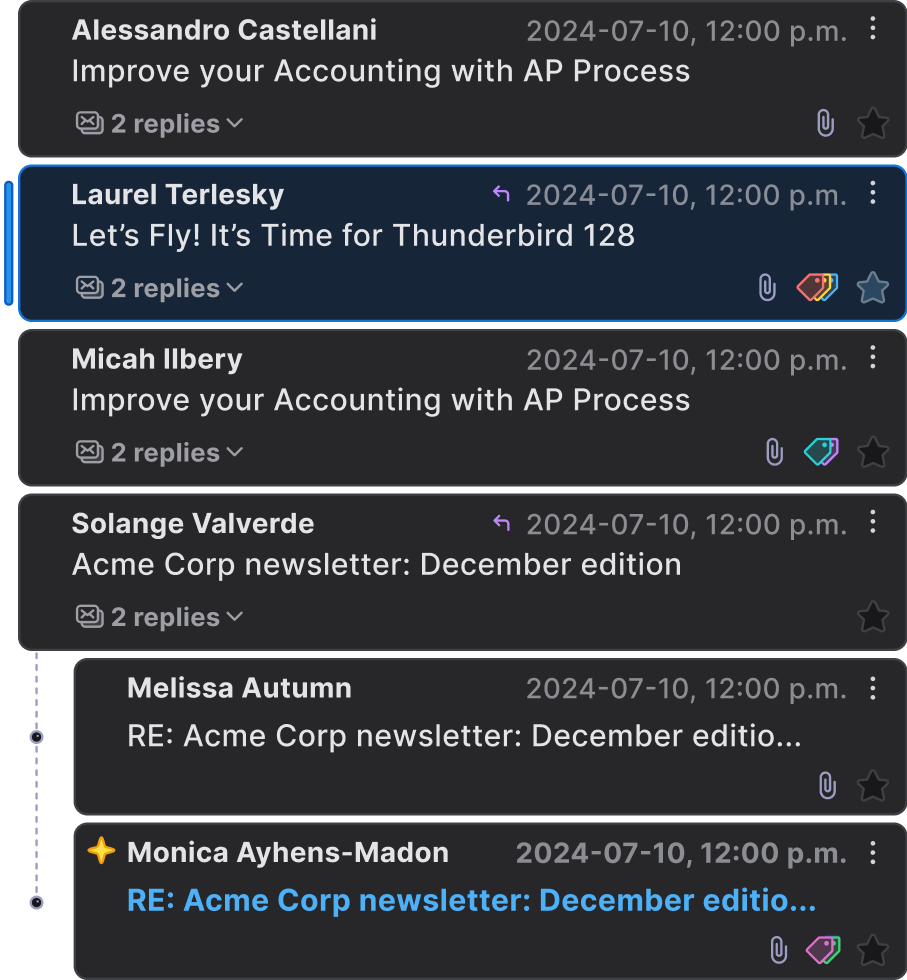 Alessandro Castellani 2024-07-10, 12:00 p.m.
Improve your Accounting with AP Process
2 replies
Laurel Terlesky 2024-07-10, 12:00 p.m.
Let’s Fly! It’s Time for Thunderbird 128
2 replies
Micah Ilbery 2024-07-10, 12:00 p.m.
Improve your Accounting with AP Process
2 replies
Solange Valverde 2024-07-10, 12:00 p.m.
Acme Corp newsletter: December edition
2 replies
Melissa Autumn 2024-07-10, 12:00 p.m.
RE: Acme Corp newsletter: December editio...
Monica Ayhens-Madon 2024-07-10, 12:00 p.m.
RE: Acme Corp newsletter: December editio...